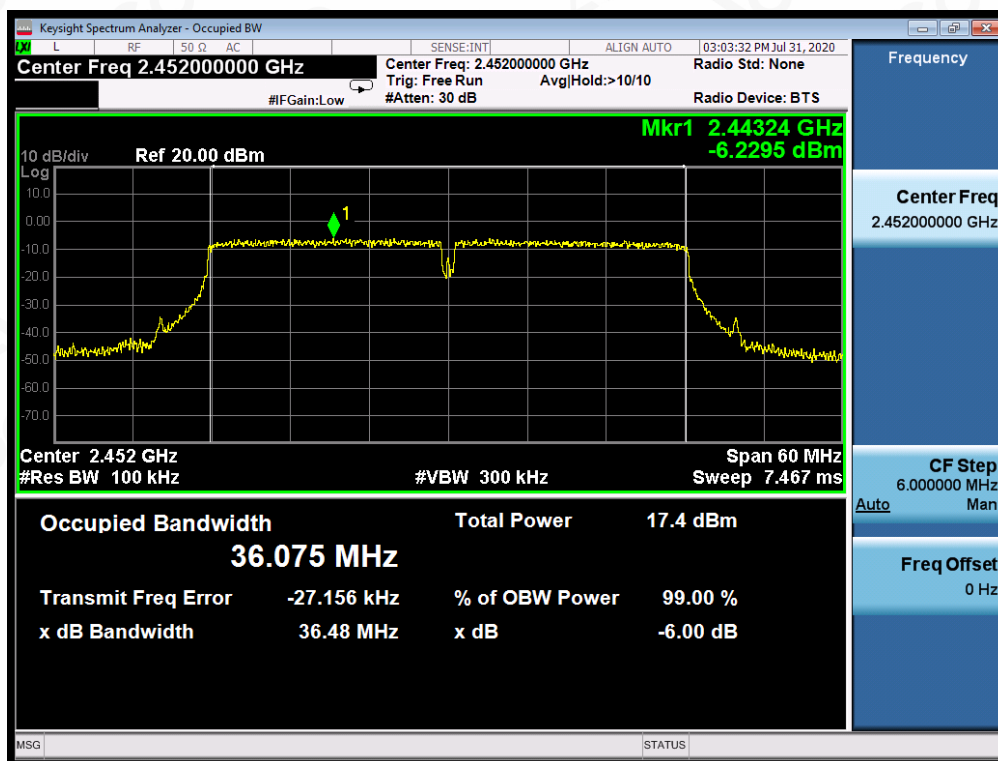 Keysight Spectrum Analyzer - Occupied BW
LXI L RF 50 Ω AC SENSE:INT ALIGN AUTO 03:03:32 PM Jul 31, 2020
Center Freq 2.452000000 GHz
Center Freq: 2.452000000 GHz
Radio Std: None
Trig: Free Run Avg|Hold:>10/10
#IFGain:Low
#Atten: 30 dB
Radio Device: BTS
Mkr1 2.44324 GHz
-6.2295 dBm
10 dB/div Ref 20.00 dBm
Log
10.0
0.00
-10.0
-20.0
-30.0
-40.0
-50.0
-60.0
-70.0
1
Center 2.452 GHz
Span 60 MHz
#Res BW 100 kHz
#VBW 300 kHz
Sweep 7.467 ms
Occupied Bandwidth
Total Power 17.4 dBm
36.075 MHz
Transmit Freq Error -27.156 kHz
% of OBW Power 99.00 %
x dB Bandwidth 36.48 MHz
x dB -6.00 dB
Frequency
Center Freq
2.452000000 GHz
CF Step
6.000000 MHz
Auto Man
Freq Offset
0 Hz
MSG
STATUS